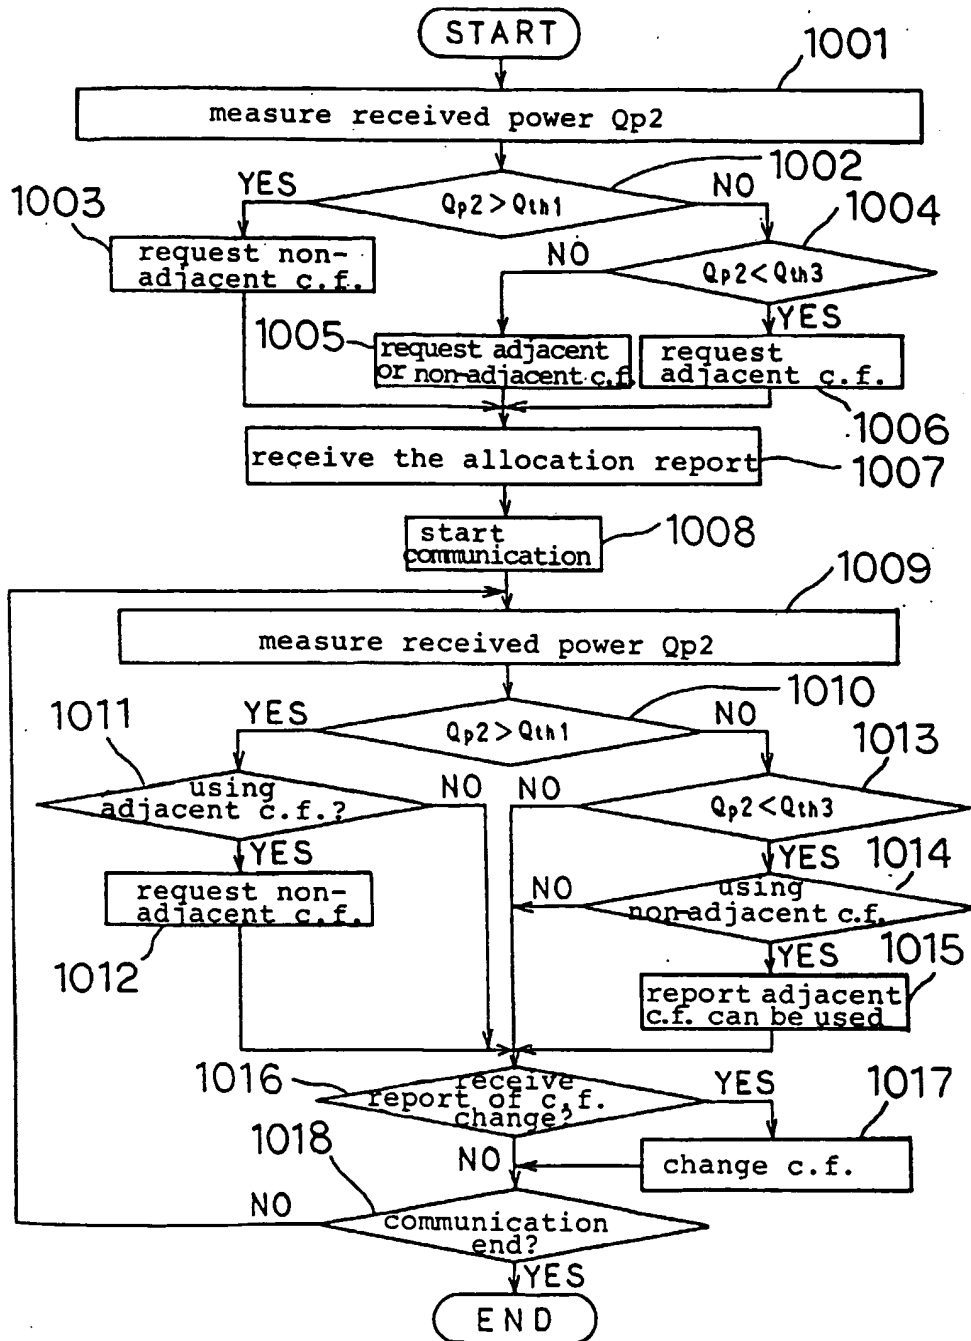 START
1001
measure received power Qp2
1002
YES
NO
1003
Qp2>Qth1
1004
request non-
adjacent c.f.
NO
Qp2<Qth3
YES
1005
request adjacent
or non-adjacent c.f.
request
adjacent c.f.
1006
receive the allocation report
1007
start
communication
1008
1009
measure received power Qp2
1010
1011
YES
NO
Qp2>Qth1
1013
using
adjacent c.f.?
NO
NO
Qp2<Qth3
YES
YES
1014
request non-
adjacent c.f.
NO
using
non-adjacent c.f.
1012
YES
1015
report adjacent
c.f. can be used
1016
receive
report of c.f.
change?
YES
1017
1018
NO
change c.f.
NO
communication
end?
YES
END